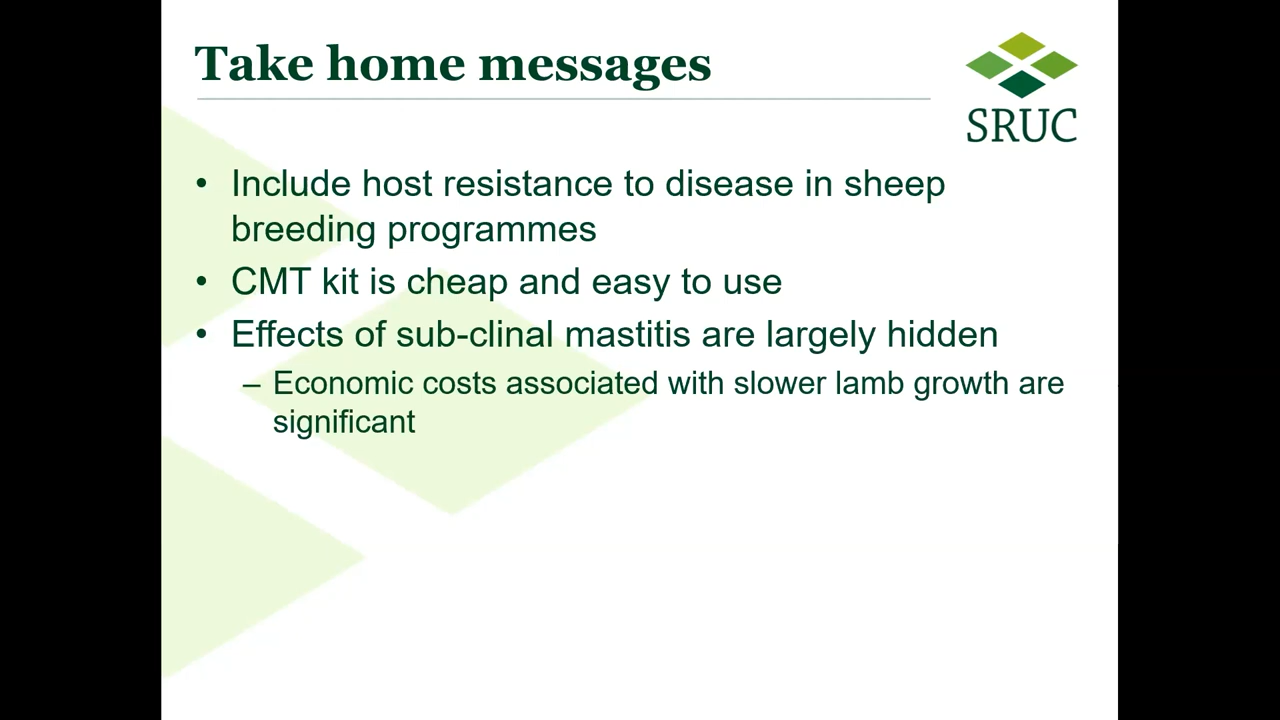 Take home messages
SRUC
• Include host resistance to disease in sheep
breeding programmes
• CMT kit is cheap and easy to use
• Effects of sub-clinal mastitis are largely hidden
– Economic costs associated with slower lamb growth are
significant